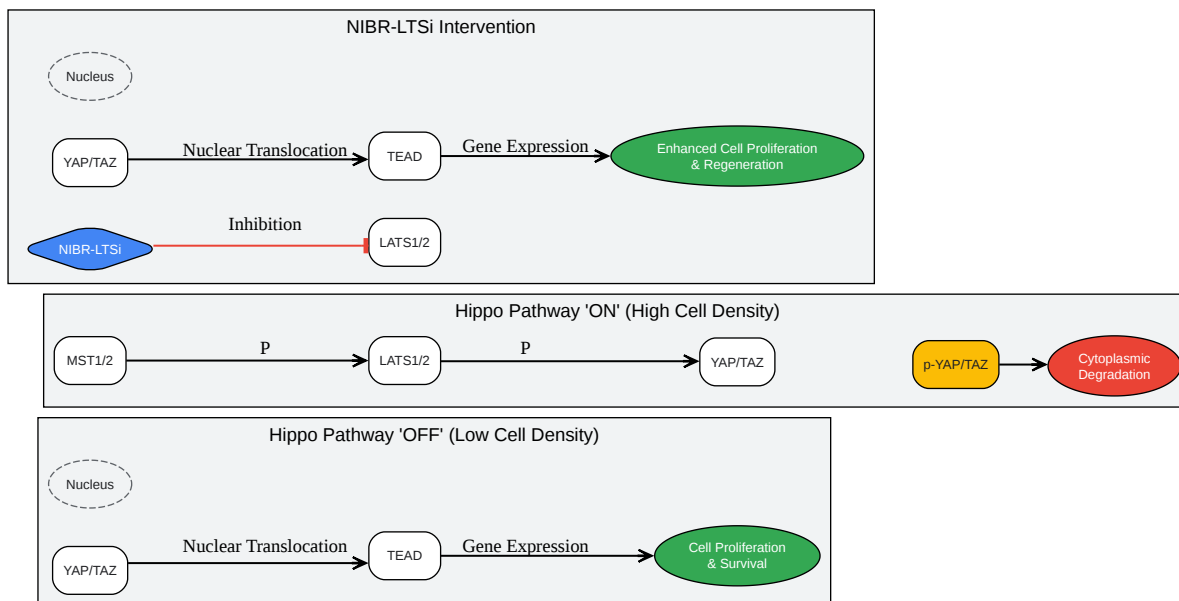 NIBR-LTSi Intervention
Nucleus
YAP/TAZ
Nuclear Translocation
TEAD
Gene Expression
Enhanced Cell Proliferation
& Regeneration
NIBR-LTSi
Inhibition
LATS1/2
Hippo Pathway 'ON' (High Cell Density)
MST1/2
P
LATS1/2
P
YAP/TAZ
p-YAP/TAZ
Cytoplasmic
Degradation
Hippo Pathway 'OFF' (Low Cell Density)
Nucleus
YAP/TAZ
Nuclear Translocation
TEAD
Gene Expression
Cell Proliferation
& Survival